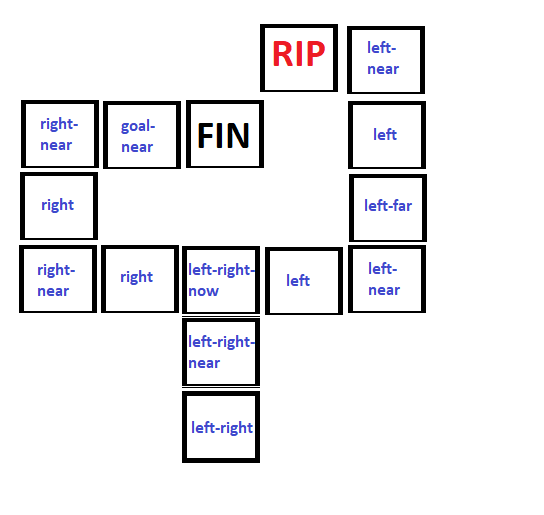 RIP
left-
near
right-
near
goal-
near
FIN
left
right
left-far
right-
near
right
left-right-
now
left
left-
near
left-right-
near
left-right